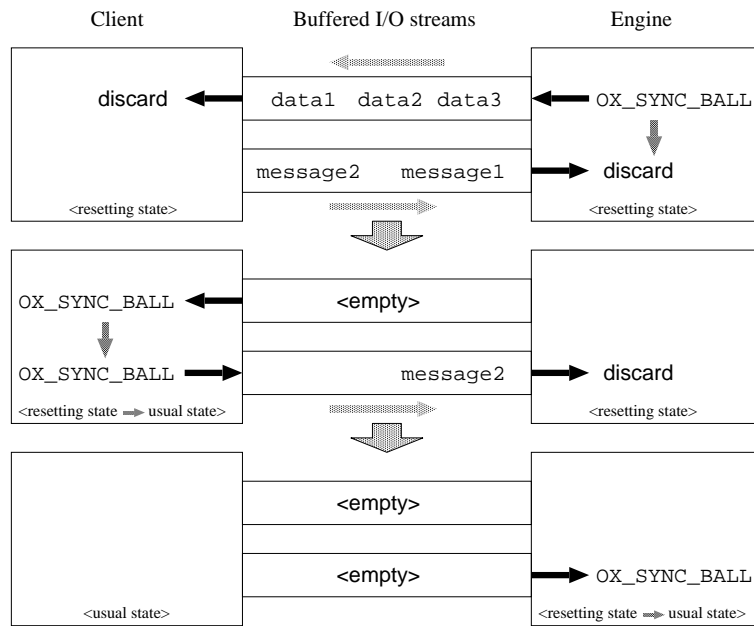 Client Buffered I/O streams Engine
discard data1 data2 data3 OX_SYNC_BALL
message2 message1 discard
<resetting state> <resetting state>
OX_SYNC_BALL <empty>
OX_SYNC_BALL message2 discard
<resetting state usual state> <resetting state>
<empty>
<empty> OX_SYNC_BALL
<usual state> <resetting state usual state>